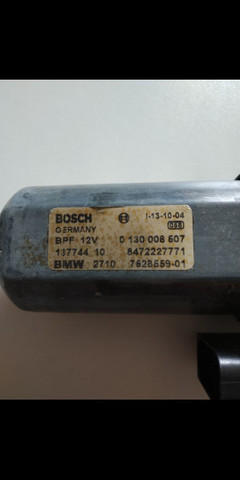 BOSCH I-13-10-04
GERMANY
BPF 12V 0 130 008 507
137744 10 8472227771
BMW 2710 7628559-01